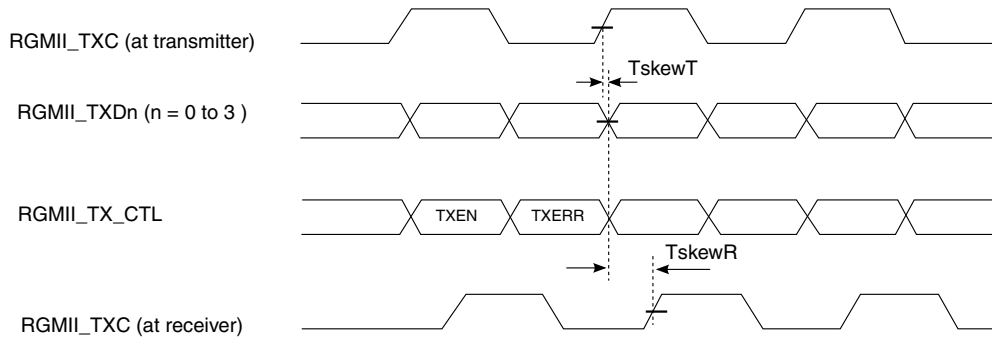 RGMII_TXC (at transmitter)
TskewT
RGMII_TXDn (n = 0 to 3 )
RGMII_TX_CTL
TXEN
TXERR
TskewR
RGMII_TXC (at receiver)